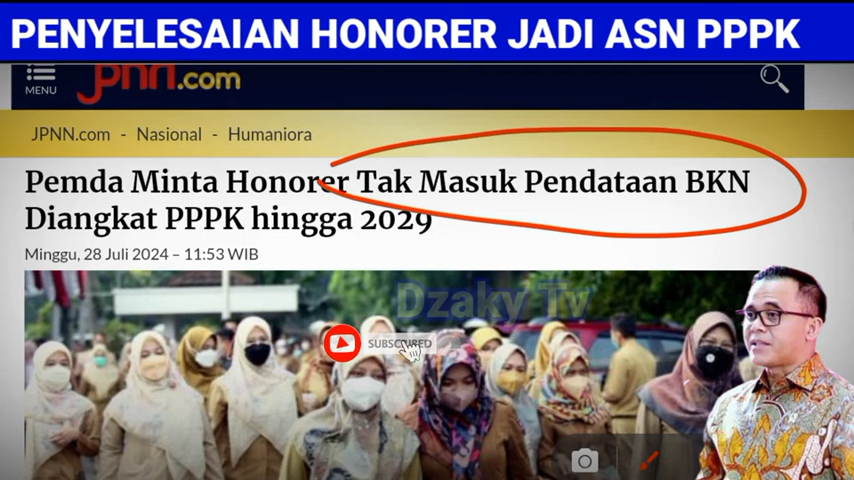 PENYELESAIAN HONORER JADI ASN PPPK
MENU
jpnn.com
JPNN.com - Nasional - Humaniora
Pemda Minta Honorer Tak Masuk Pendataan BKN
Diangkat PPPK hingga 2029
Minggu, 28 Juli 2024 – 11:53 WIB
Dzaky Tv
SUBSCRIBED